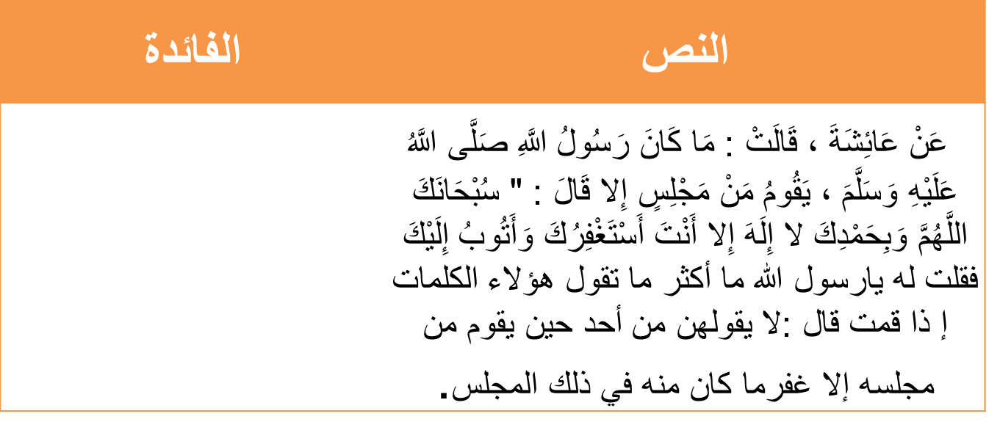 النص
الفائدة
عَنْ عَائِشَةَ ، قَالَتْ : مَا كَانَ رَسُولُ اللَّهِ صَلَّى اللَّهُ
عَلَيْهِ وَسَلَّمَ ، يَقُومُ مَنْ مَجْلِسٍ إِلا قَالَ : " سُبْحَانَكَ
اللَّهُمَّ وَبِحَمْدِكَ لا إِلَهَ إِلا أَنْتَ أَسْتَغْفِرُكَ وَأَتُوبُ إِلَيْكَ
فقلت له يارسول الله ما أكثر ما تقول هؤلاء الكلمات
إ ذا قمت قال :لا يقولهن من أحد حين يقوم من
مجلسه إلا غفرما كان منه في ذلك المجلس.